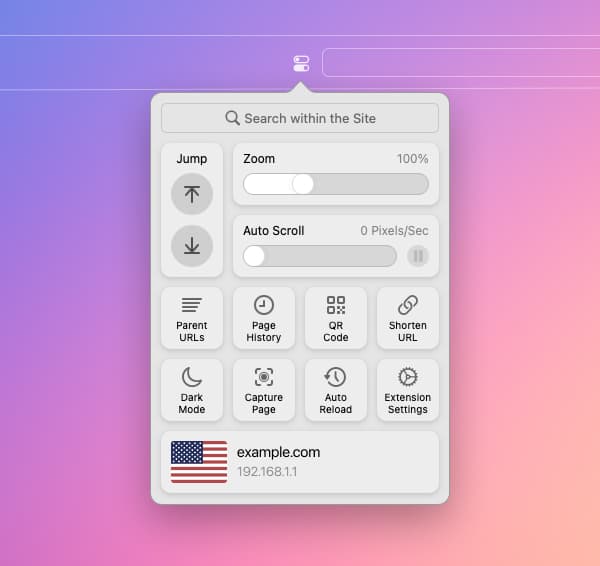 Search within the Site
Jump
Zoom
100%
Auto Scroll
0 Pixels/Sec
Parent
URLs
Page
History
QR
Code
Shorten
URL
Dark
Mode
Capture
Page
Auto
Reload
Extension
Settings
example.com
192.168.1.1